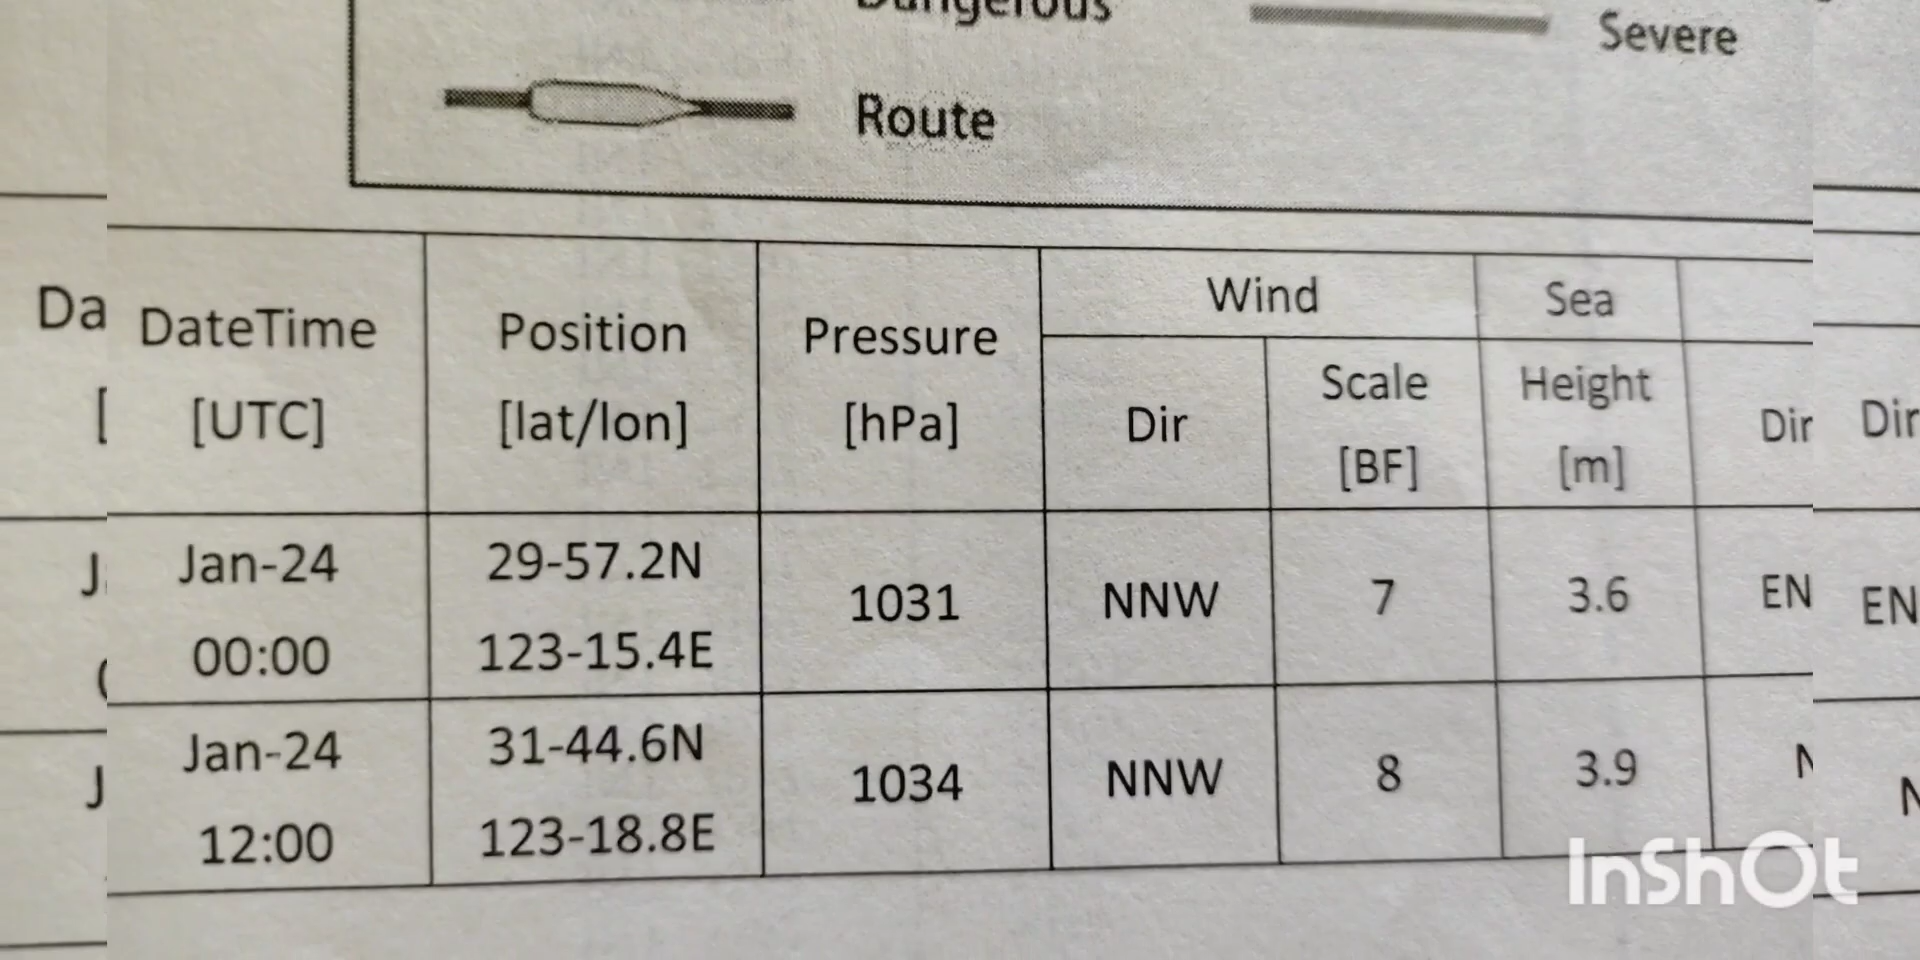 Dangerous
Severe
Route
DateTime
[UTC]
Position
[lat/lon]
Pressure
[hPa]
Wind
Sea
Dir
Scale
[BF]
Height
[m]
Dir
Jan-24
00:00
29-57.2N
123-15.4E
1031
NNW
7
3.6
EN
Jan-24
12:00
31-44.6N
123-18.8E
1034
NNW
8
3.9
N
Da
[
J
J
Dir
EN
N
InShOt